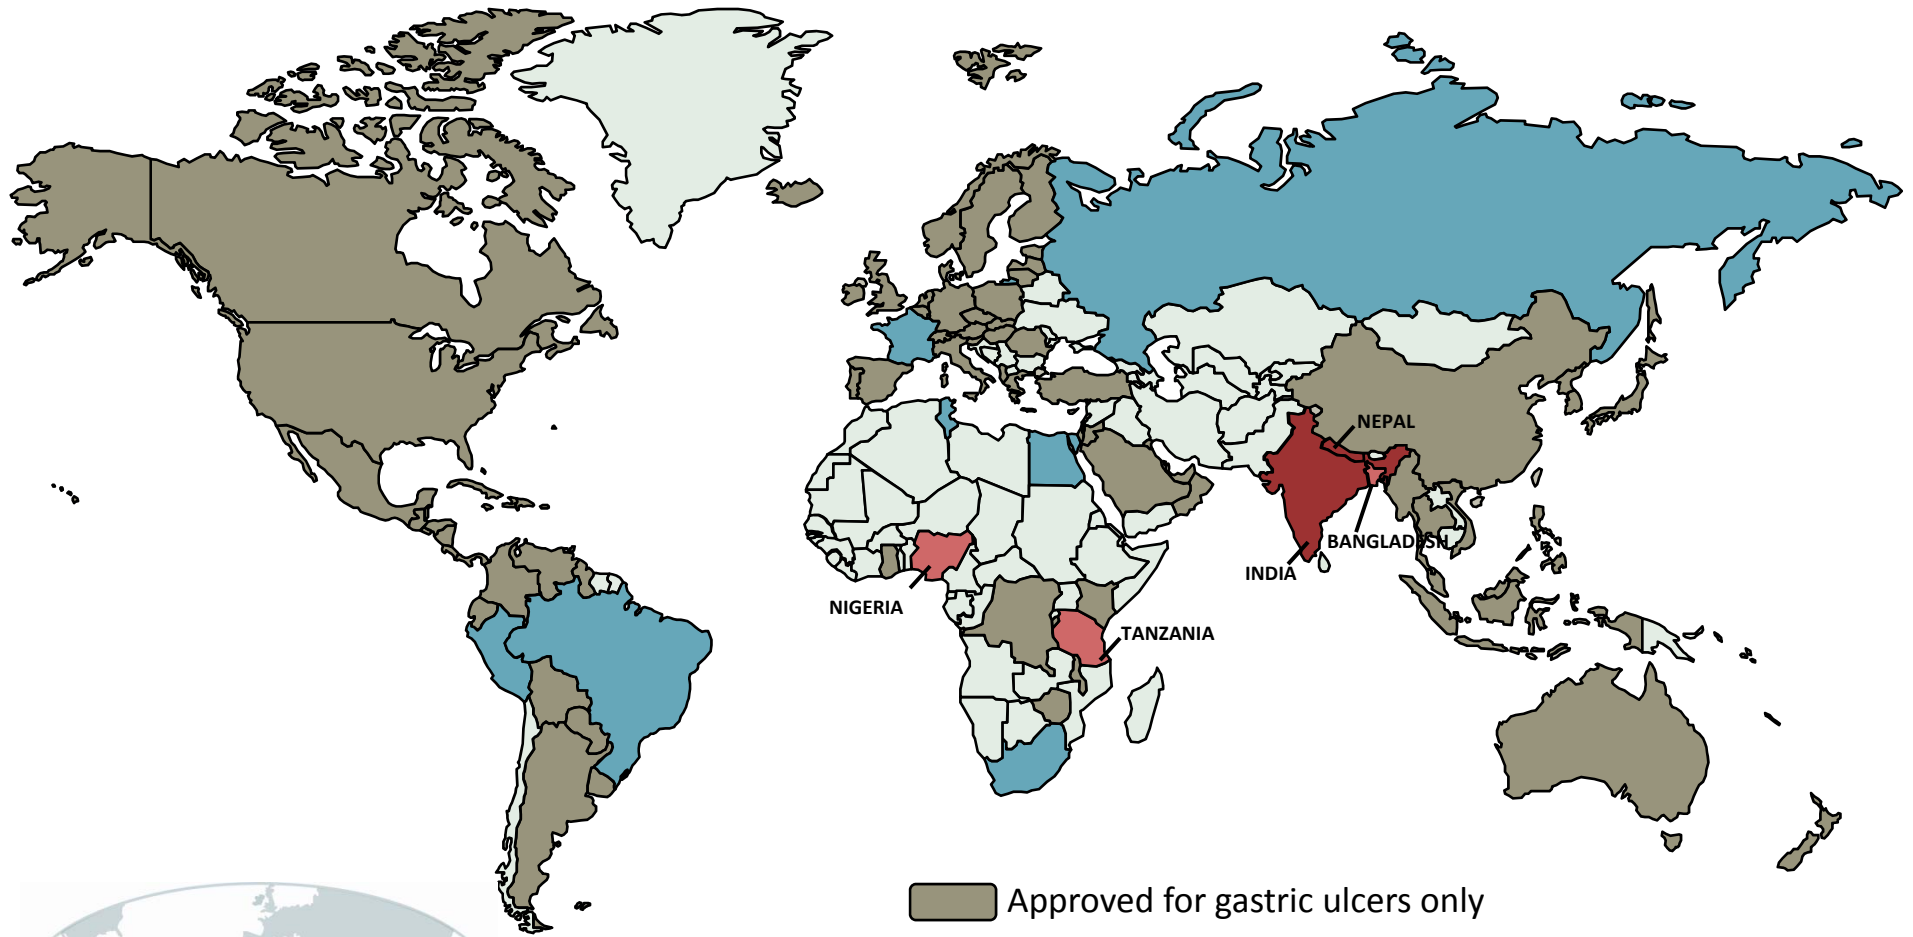 NEPAL
BANGLADESH
INDIA
NIGERIA
TANZANIA
Approved for gastric ulcers only